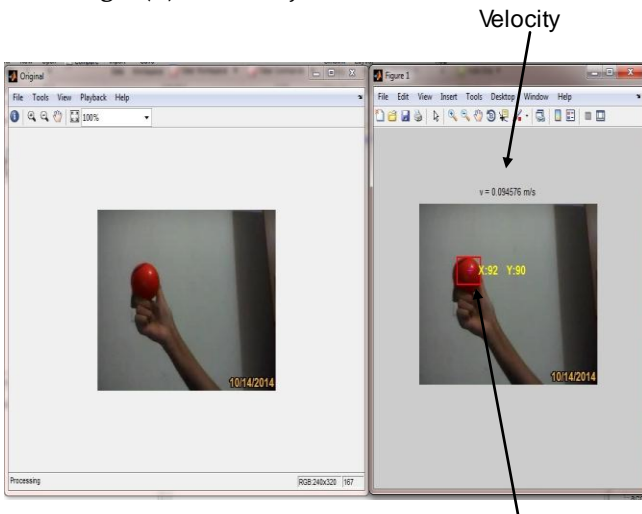 Velocity
Original
File Tools View Playback Help
100%
10/14/2014
Processing
RGB:240x320 167
Figure 1
File Edit View Insert Tools Desktop Window Help
v = 0.094576 m/s
X:92 Y:90
10/14/2014